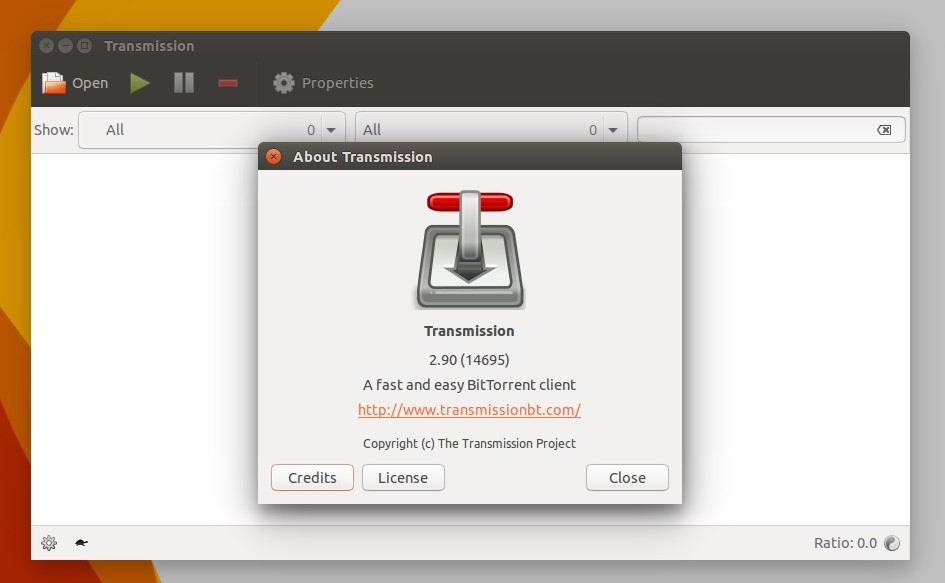 Transmission
Open Properties
Show: All 0 All 0
About Transmission
Transmission
2.90 (14695)
A fast and easy BitTorrent client
http://www.transmissionbt.com/
Copyright (c) The Transmission Project
Credits License Close
Ratio: 0.0